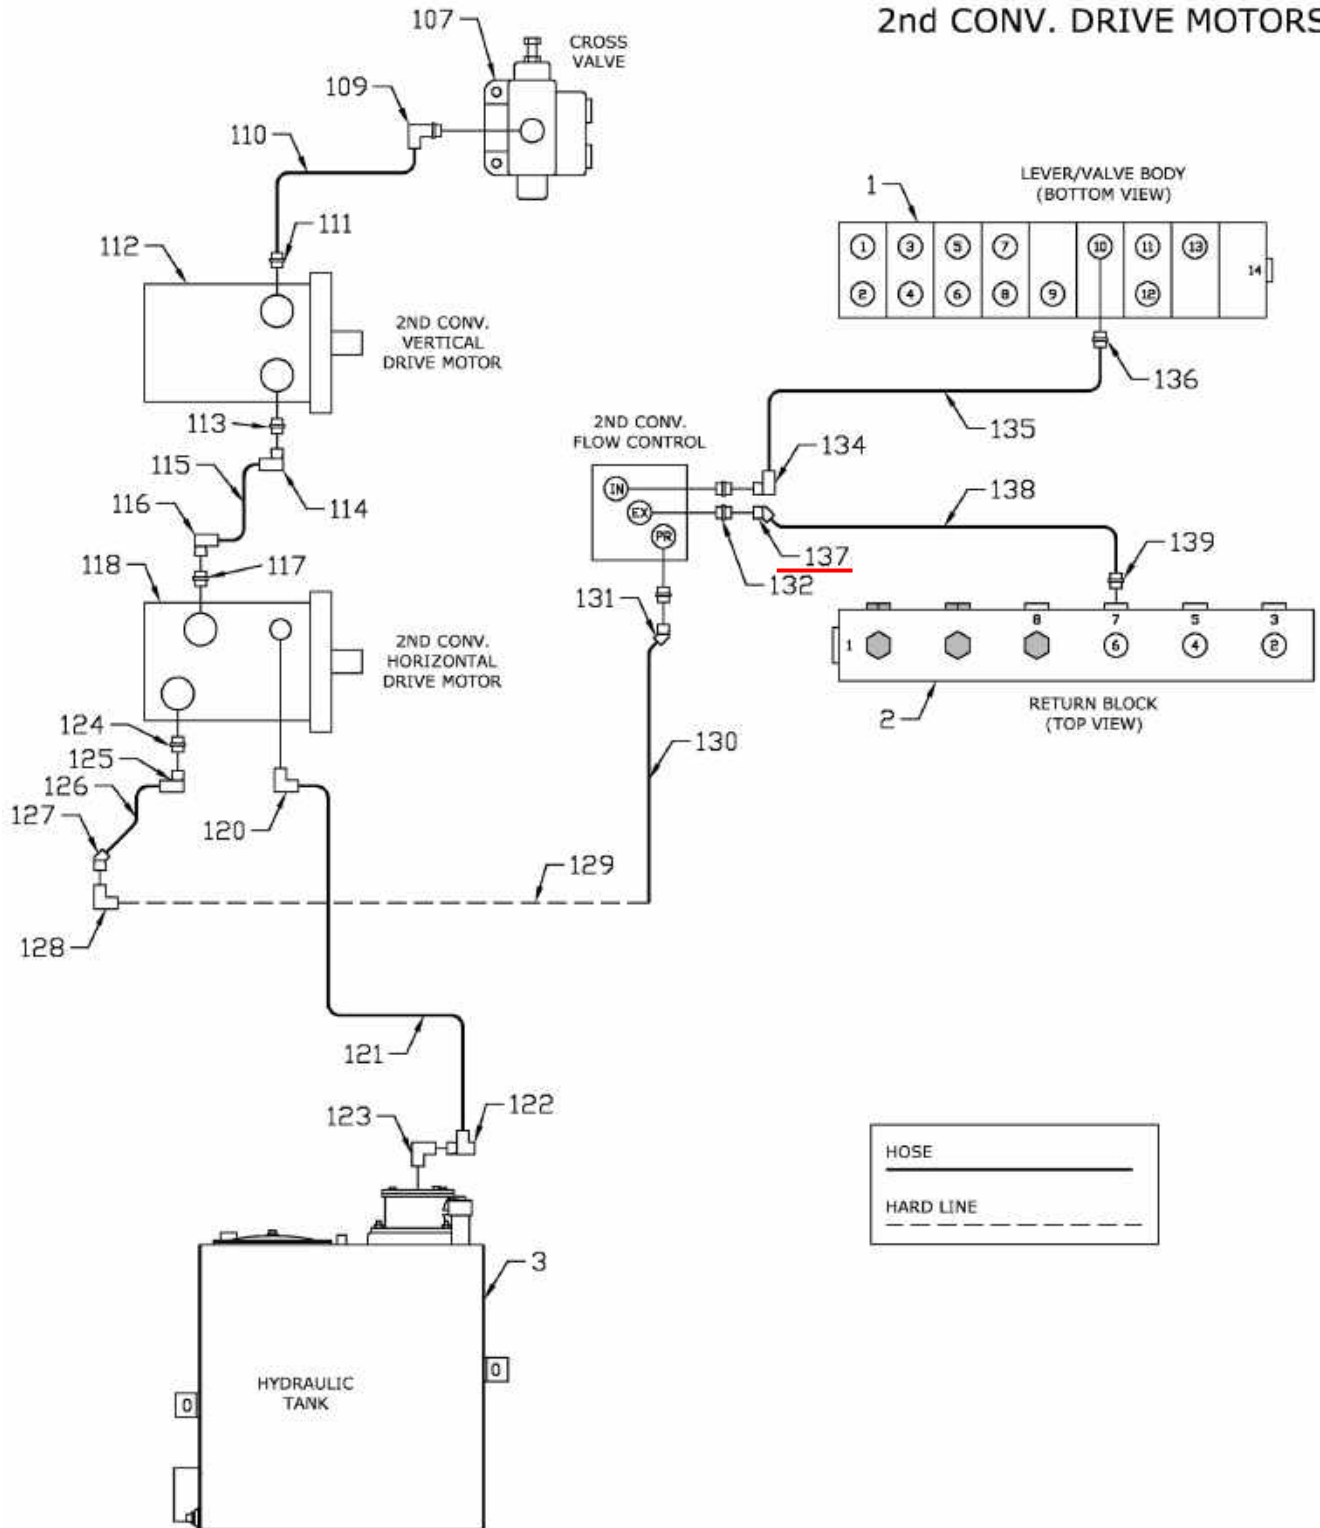 2nd CONV. DRIVE MOTORS
107
CROSS
VALVE
109
110
111
112
2ND CONV.
VERTICAL
DRIVE MOTOR
113
114
115
116
117
118
2ND CONV.
HORIZONTAL
DRIVE MOTOR
124
125
126
127
128
120
129
121
130
131
LEVER/VALVE BODY
(BOTTOM VIEW)
1
1 3 5 7 10 11 13
14
2 4 6 8 9 12
136
135
134
2ND CONV.
FLOW CONTROL
IN
EX
PR
138
137
132
139
8 7 5 3
1 6 4 2
2
RETURN BLOCK
(TOP VIEW)
123
122
3
HYDRAULIC
TANK
0
0
HOSE
HARD LINE